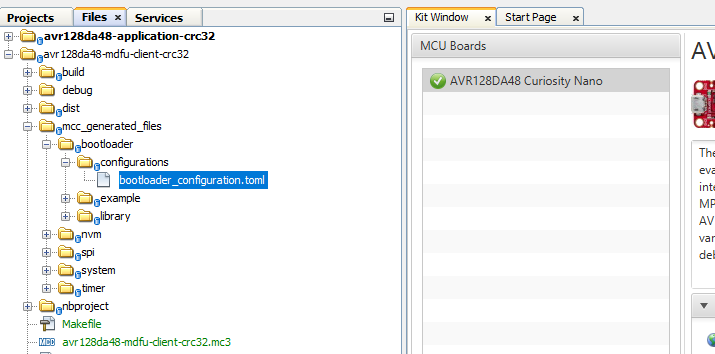 Projects
Files
Services
avr128da48-application-crc32
avr128da48-mdfu-client-crc32
build
debug
dist
mcc_generated_files
bootloader
configurations
bootloader_configuration.toml
example
library
nvm
spi
system
timer
nbproject
Makefile
avr128da48-mdfu-client-crc32.mc3
Kit Window
Start Page
MCU Boards
AVR128DA48 Curiosity Nano
AV
The
eva
inte
MP
AV
var
deb